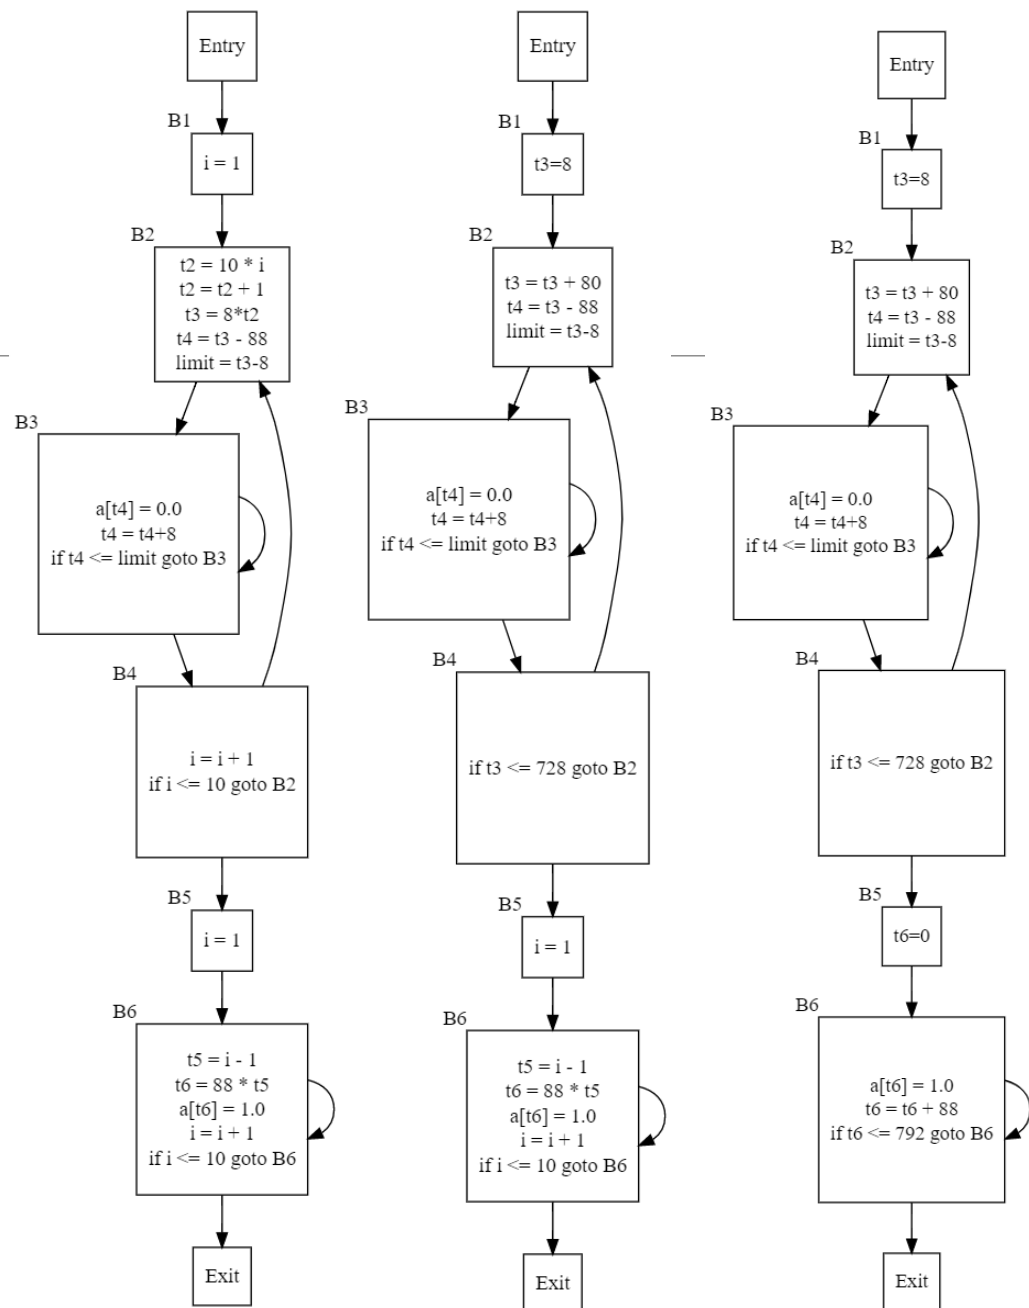 Entry
B1
i = 1
B2
t2 = 10 * i
t2 = t2 + 1
t3 = 8*t2
t4 = t3 - 88
limit = t3-8
B3
a[t4] = 0.0
t4 = t4+8
if t4 <= limit goto B3
B4
i = i + 1
if i <= 10 goto B2
B5
i = 1
B6
t5 = i - 1
t6 = 88 * t5
a[t6] = 1.0
i = i + 1
if i <= 10 goto B6
Exit
Entry
B1
t3=8
B2
t3 = t3 + 80
t4 = t3 - 88
limit = t3-8
B3
a[t4] = 0.0
t4 = t4+8
if t4 <= limit goto B3
B4
if t3 <= 728 goto B2
B5
i = 1
B6
t5 = i - 1
t6 = 88 * t5
a[t6] = 1.0
i = i + 1
if i <= 10 goto B6
Exit
Entry
B1
t3=8
B2
t3 = t3 + 80
t4 = t3 - 88
limit = t3-8
B3
a[t4] = 0.0
t4 = t4+8
if t4 <= limit goto B3
B4
if t3 <= 728 goto B2
B5
t6=0
B6
a[t6] = 1.0
t6 = t6 + 88
if t6 <= 792 goto B6
Exit